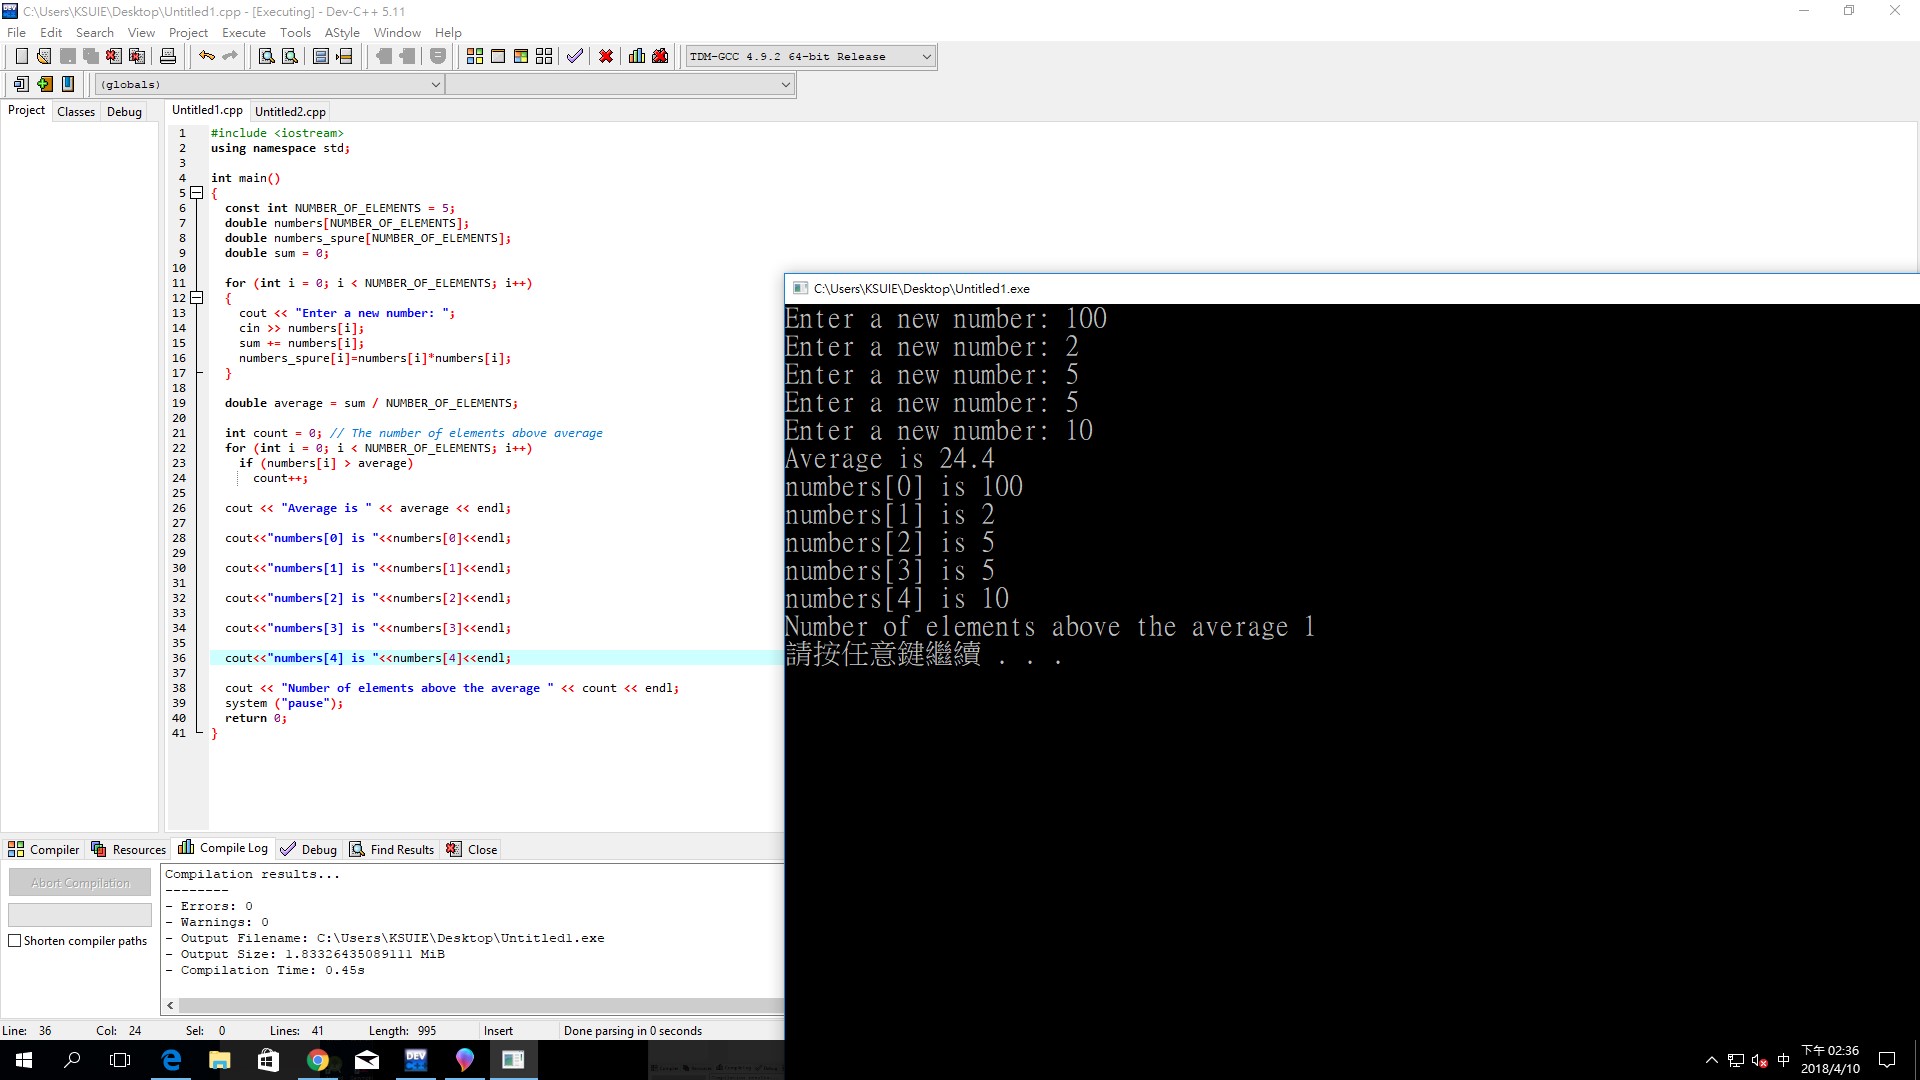 C:\Users\KSUIE\Desktop\Untitled1.cpp - [Executing] - Dev-C++ 5.11
File Edit Search View Project Execute Tools AStyle Window Help
TDM-GCC 4.9.2 64-bit Release
(globals)
Project Classes Debug
Untitled1.cpp Untitled2.cpp
1 #include <iostream>
2 using namespace std;
3
4 int main()
5 {
6 const int NUMBER_OF_ELEMENTS = 5;
7 double numbers[NUMBER_OF_ELEMENTS];
8 double numbers_spure[NUMBER_OF_ELEMENTS];
9 double sum = 0;
10
11 for (int i = 0; i < NUMBER_OF_ELEMENTS; i++)
12 {
13 cout << "Enter a new number: ";
14 cin >> numbers[i];
15 sum += numbers[i];
16 numbers_spure[i]=numbers[i]*numbers[i];
17 }
18
19 double average = sum / NUMBER_OF_ELEMENTS;
20
21 int count = 0; // The number of elements above average
22 for (int i = 0; i < NUMBER_OF_ELEMENTS; i++)
23 if (numbers[i] > average)
24 count++;
25
26 cout << "Average is " << average << endl;
27
28 cout<<"numbers[0] is "<<numbers[0]<<endl;
29
30 cout<<"numbers[1] is "<<numbers[1]<<endl;
31
32 cout<<"numbers[2] is "<<numbers[2]<<endl;
33
34 cout<<"numbers[3] is "<<numbers[3]<<endl;
35
36 cout<<"numbers[4] is "<<numbers[4]<<endl;
37
38 cout << "Number of elements above the average " << count << endl;
39 system ("pause");
40 return 0;
41 }
C:\Users\KSUIE\Desktop\Untitled1.exe
Enter a new number: 100
Enter a new number: 2
Enter a new number: 5
Enter a new number: 5
Enter a new number: 10
Average is 24.4
numbers[0] is 100
numbers[1] is 2
numbers[2] is 5
numbers[3] is 5
numbers[4] is 10
Number of elements above the average 1
請按任意鍵繼續 . . .
Compiler Resources Compile Log Debug Find Results Close
Abort Compilation
Shorten compiler paths
Compilation results...
--------
- Errors: 0
- Warnings: 0
- Output Filename: C:\Users\KSUIE\Desktop\Untitled1.exe
- Output Size: 1.83326435089111 MiB
- Compilation Time: 0.45s
Line: 36 Col: 24 Sel: 0 Lines: 41 Length: 995 Insert Done parsing in 0 seconds
DEV
中
下午 02:36
2018/4/10